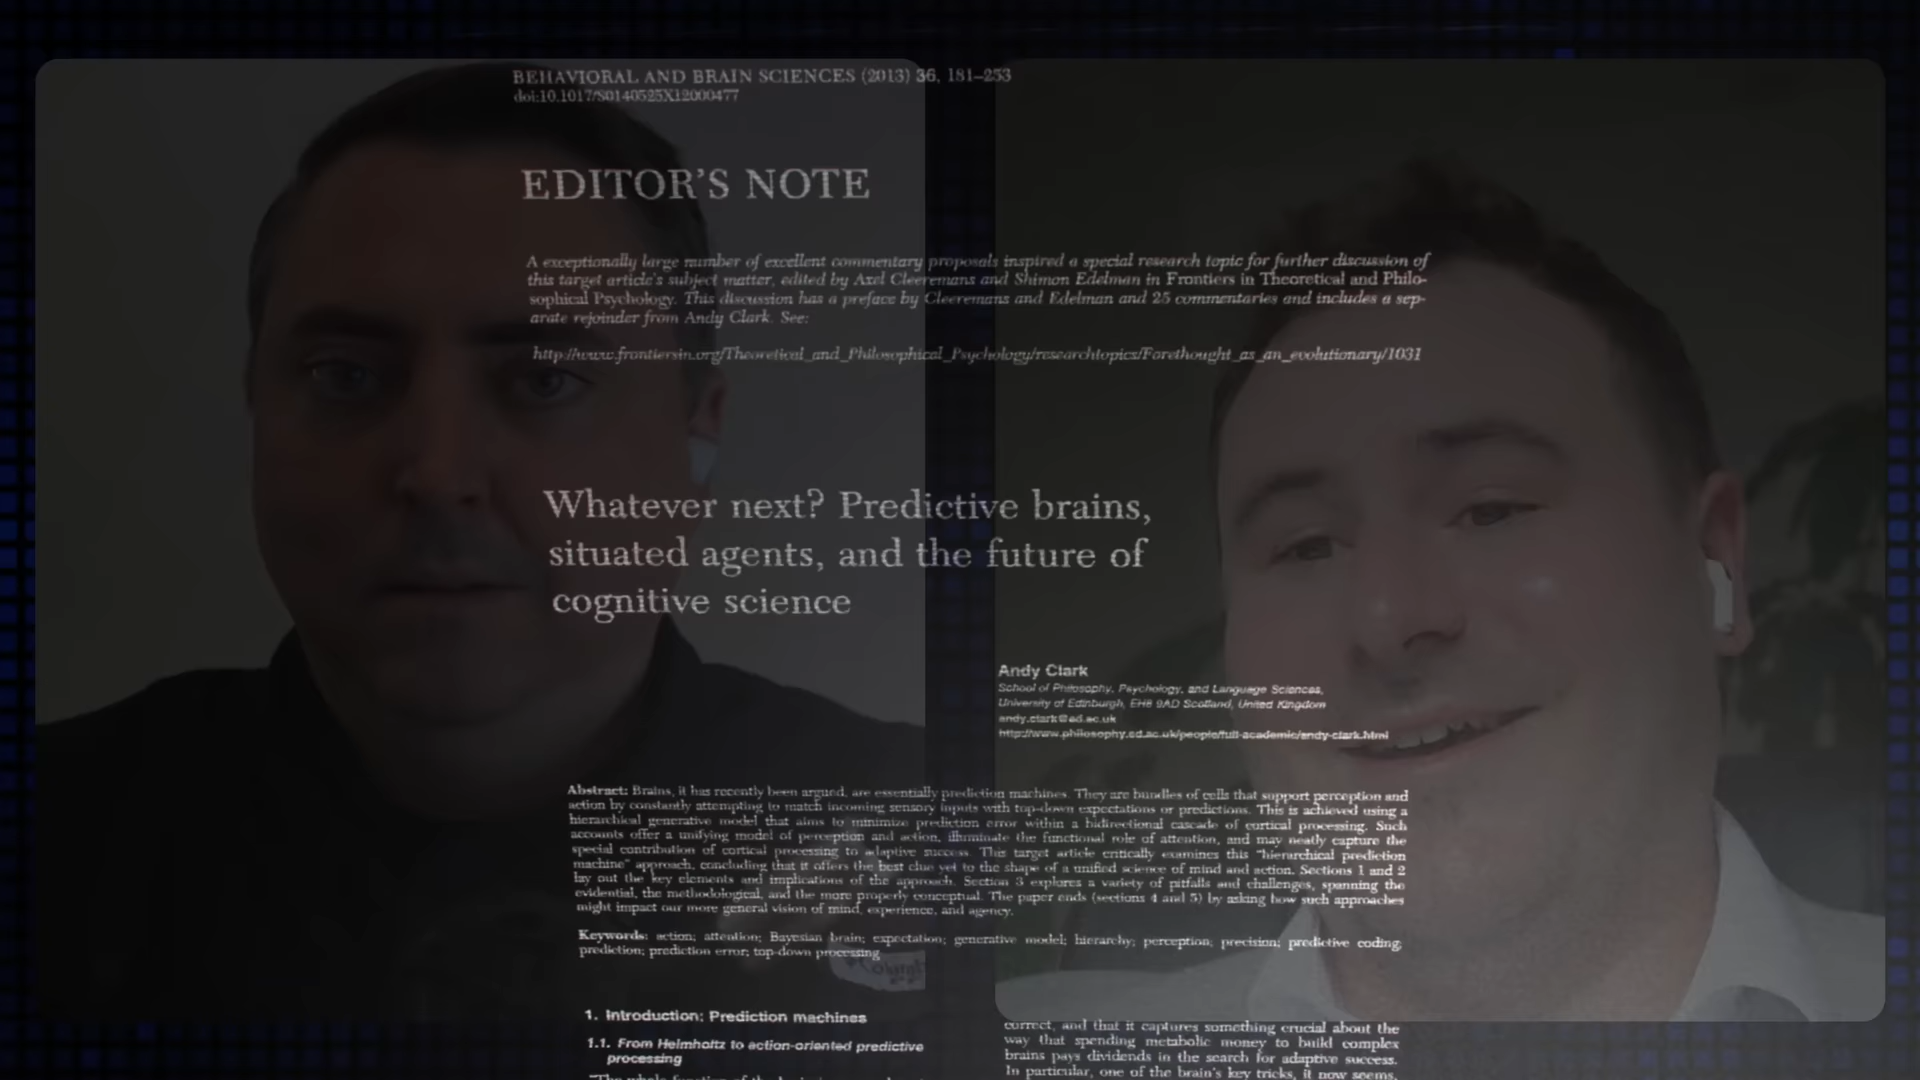 BEHAVIORAL AND BRAIN SCIENCES (2013) 36, 181–253
doi:10.1017/S0140525X12000477
EDITOR'S NOTE
A exceptionally large number of excellent commentary proposals inspired a special research topic for further discussion of
this target article's subject matter, edited by Axel Cleeremans and Shimon Edelman in Frontiers in Theoretical and Philo-
sophical Psychology. This discussion has a preface by Cleeremans and Edelman and 25 commentaries and includes a sep-
arate rejoinder from Andy Clark. See:
http://www.frontiersin.org/Theoretical_and_Philosophical_Psychology/researchtopics/Forethought_as_an_evolutionary/1031
Whatever next? Predictive brains,
situated agents, and the future of
cognitive science
Andy Clark
School of Philosophy, Psychology, and Language Sciences,
University of Edinburgh, EH8 9AD Scotland, United Kingdom
andy.clark@ed.ac.uk
http://www.philosophy.ed.ac.uk/people/full-academic/andy-clark.html
Abstract: Brains, it has recently been argued, are essentially prediction machines. They are bundles of cells that support perception and
action by constantly attempting to match incoming sensory inputs with top-down expectations or predictions. This is achieved using a
hierarchical generative model that aims to minimize prediction error within a bidirectional cascade of cortical processing. Such
accounts offer a unifying model of perception and action, illuminate the functional role of attention, and may neatly capture the
special contribution of cortical processing to adaptive success. This target article critically examines this "hierarchical prediction
machine" approach, concluding that it offers the best clue yet to the shape of a unified science of mind and action. Sections 1 and 2
lay out the key elements and implications of the approach. Section 3 explores a variety of pitfalls and challenges, spanning the
evidential, the methodological, and the more properly conceptual. The paper ends (sections 4 and 5) by asking how such approaches
might impact our more general vision of mind, experience, and agency.
Keywords: action; attention; Bayesian brain; expectation; generative model; hierarchy; perception; precision; predictive coding;
prediction; prediction error; top-down processing
1. Introduction: Prediction machines
1.1. From Helmholtz to action-oriented predictive
processing
correct, and that it captures something crucial about the
way that spending metabolic money to build complex
brains pays dividends in the search for adaptive success.
In particular, one of the brain's key tricks, it now seems,